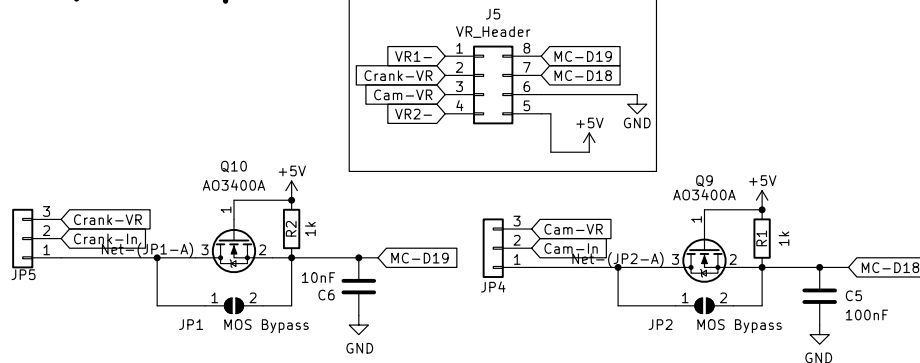 J5
VR_Header
VR1- 1 8 MC-D19
Crank-VR 2 7 MC-D18
Cam-VR 3 6
VR2- 4 5
GND
+5V
Q10
AO3400A
+5V
1
R2
1k
3 Crank-VR
2 Crank-In
1 Net-(JP1-A) 3 2 MC-D19
JP5
10nF
C6
1 2
JP1 MOS Bypass
GND
Q9
AO3400A
+5V
1
R1
1k
3 Cam-VR
2 Cam-In
1 Net-(JP2-A) 3 2 MC-D18
JP4
C5
100nF
1 2
JP2 MOS Bypass
GND